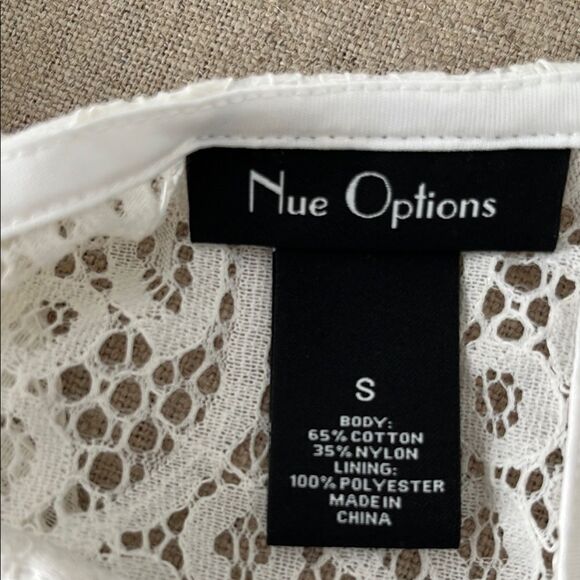 Nue Options
S
BODY:
65% COTTON
35% NYLON
LINING:
100% POLYESTER
MADE IN
CHINA